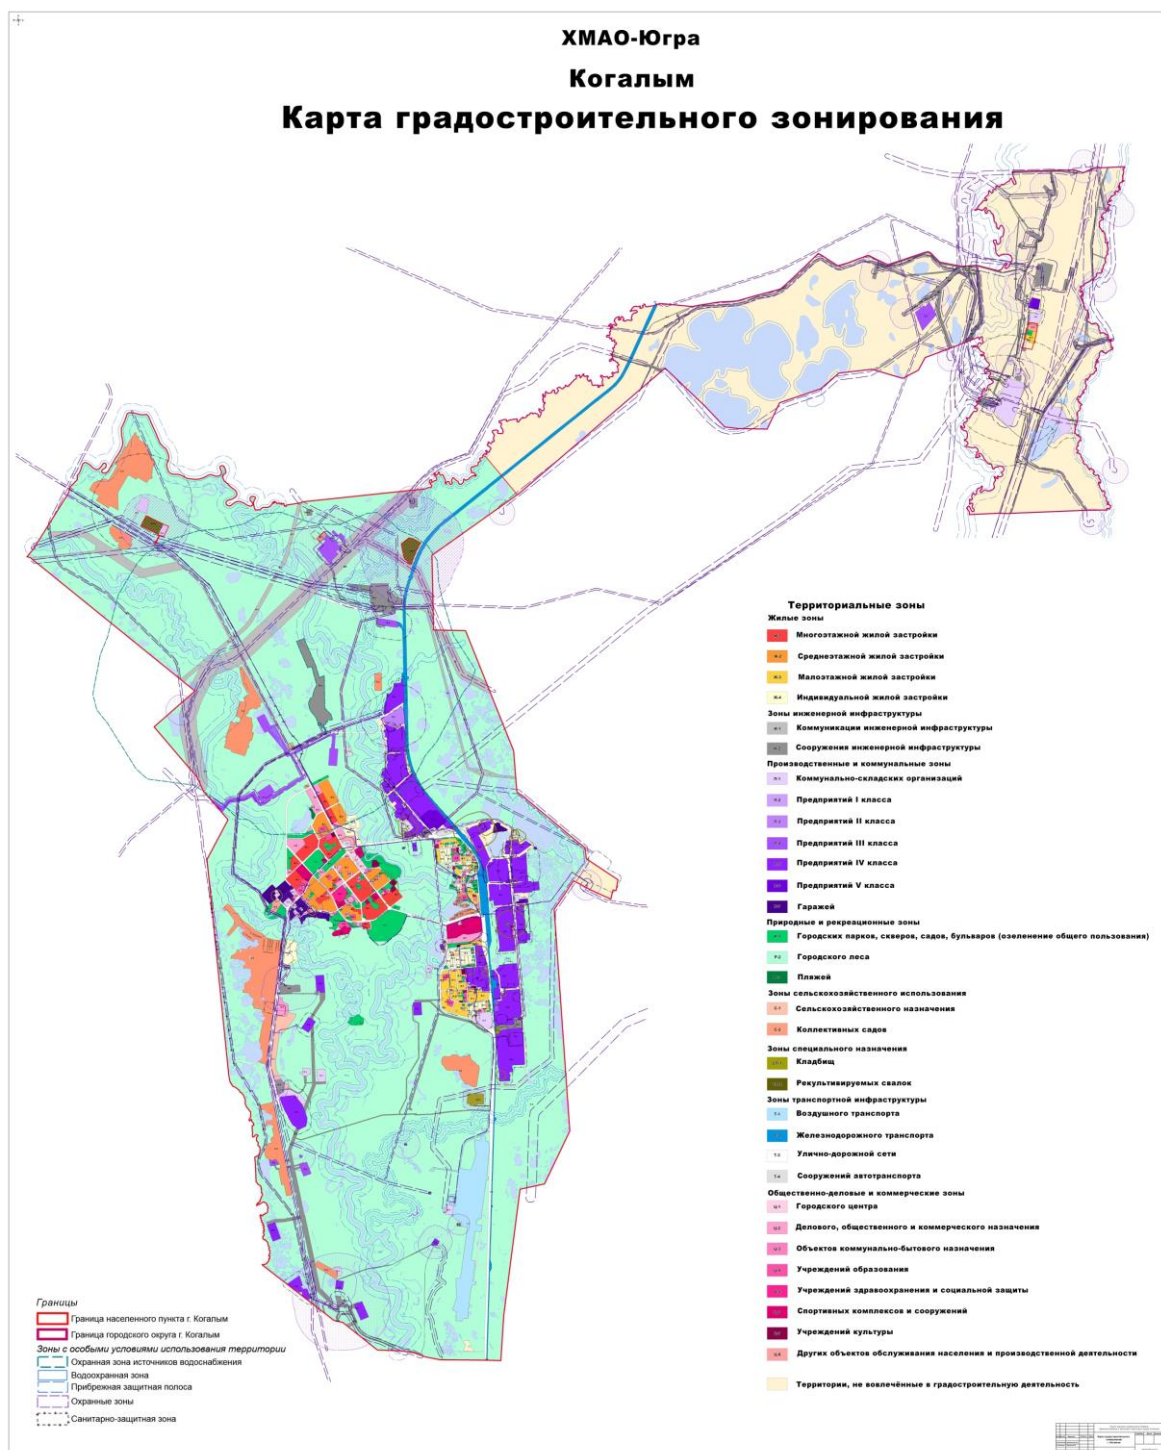 ХМАО-Югра
Когалым
Карта градостроительного зонирования
Территориальные зоны
Жилые зоны
Многоэтажной жилой застройки
Среднеэтажной жилой застройки
Малоэтажной жилой застройки
Индивидуальной жилой застройки
Зоны инженерной инфраструктуры
Коммуникации инженерной инфраструктуры
Сооружения инженерной инфраструктуры
Производственные и коммунальные зоны
Коммунально-складских организаций
Предприятий I класса
Предприятий II класса
Предприятий III класса
Предприятий IV класса
Предприятий V класса
Гаражей
Природные и рекреационные зоны
Городских парков, скверов, садов, бульваров (озеленение общего пользования)
Городского леса
Пляжей
Зоны сельскохозяйственного использования
Сельскохозяйственного назначения
Коллективных садов
Зоны специального назначения
Кладбищ
Рекультивируемых свалок
Зоны транспортной инфраструктуры
Воздушного транспорта
Железнодорожного транспорта
Улично-дорожной сети
Сооружений автотранспорта
Общественно-деловые и коммерческие зоны
Городского центра
Делового, общественного и коммерческого назначения
Объектов коммунально-бытового назначения
Учреждений образования
Учреждений здравоохранения и социальной защиты
Спортивных комплексов и сооружений
Учреждений культуры
Других объектов обслуживания населения и производственной деятельности
Территории, не вовлечённые в градостроительную деятельность
Границы
Граница населенного пункта г. Когалым
Граница городского округа г. Когалым
Зоны с особыми условиями использования территории
Охранная зона источников водоснабжения
Водоохранная зона
Прибрежная защитная полоса
Охранные зоны
Санитарно-защитная зона